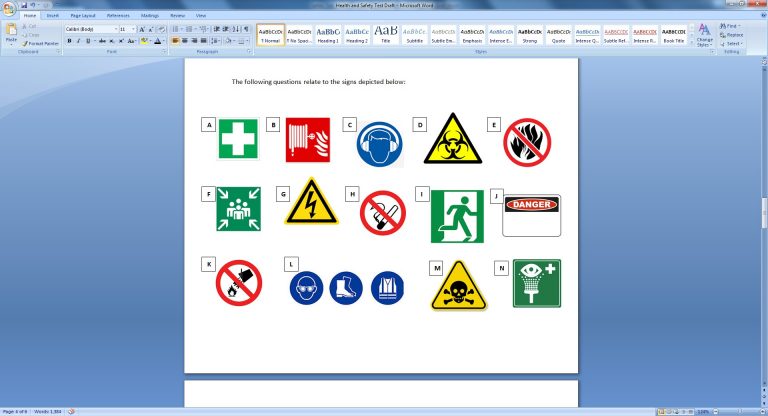 Health and Safety Test Draft - Microsoft Word
Home Insert Page Layout References Mailings Review View
Paste
Cut
Copy
Format Painter
Clipboard
Calibri (Body) 11
Font
Paragraph
AaBbCcDc AaBbCcDc AaBbC AaBbCc AaB AaBbCc. AaBbCcDc AaBbCcDc AaBbCcDc AaBbCcDc AaBbCcDc AaBbCcDc AaBbCcDc AaBbCcDc AaBbCcDc
¶ Normal ¶ No Spaci... Heading 1 Heading 2 Title Subtitle Subtle Em... Emphasis Intense E... Strong Quote Intense Q... Subtle Ref... Intense R... Book Title
Styles
Change Styles
Find
Replace
Select
Editing
The following questions relate to the signs depicted below:
A B C D E
F G H I J
DANGER
K L M N
Page: 4 of 6 Words: 1,384